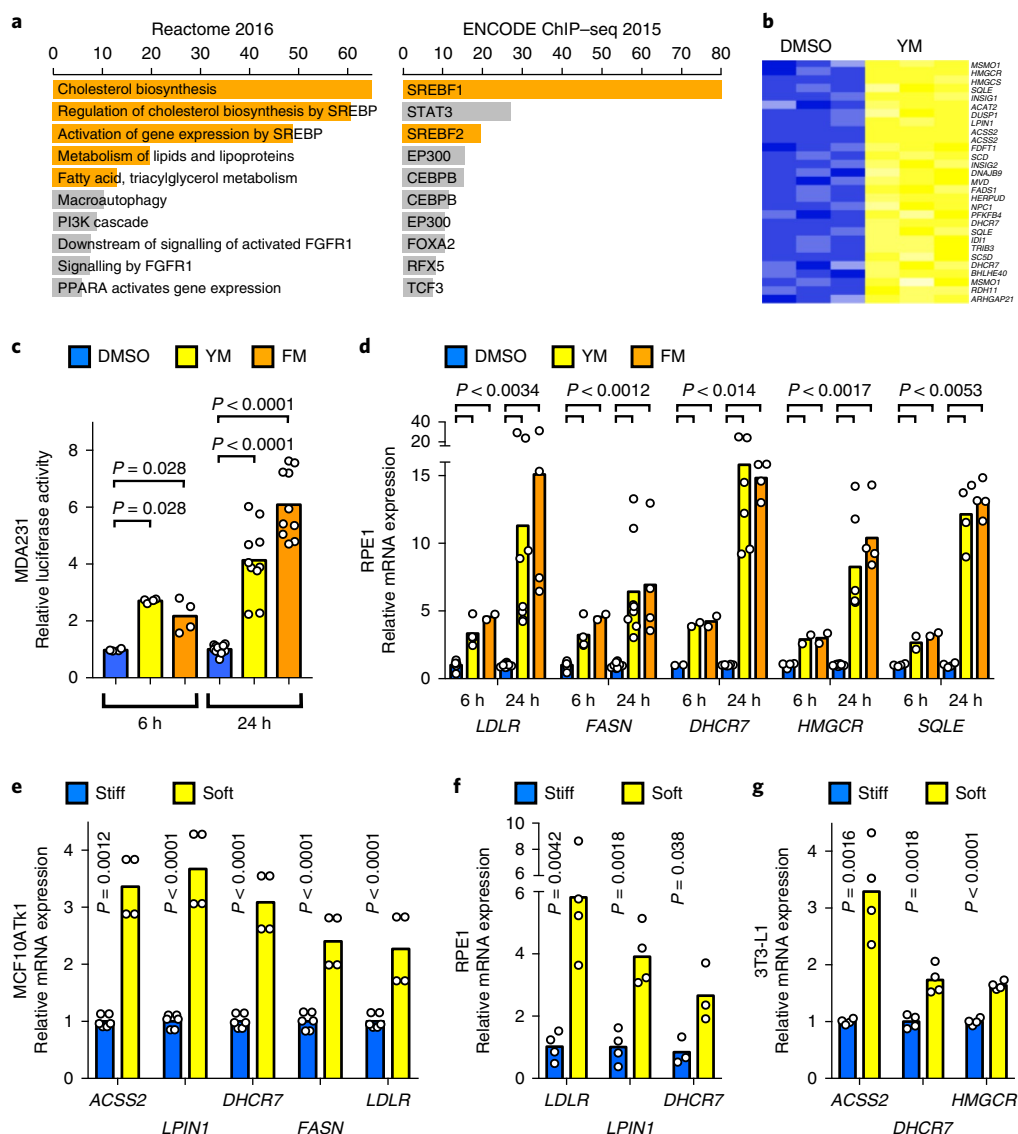 a
Reactome 2016
0 10 20 30 40 50 60
Cholesterol biosynthesis
Regulation of cholesterol biosynthesis by SREBP
Activation of gene expression by SREBP
Metabolism of lipids and lipoproteins
Fatty acid, triacylglycerol metabolism
Macroautophagy
PI3K cascade
Downstream of signalling of activated FGFR1
Signalling by FGFR1
PPARA activates gene expression
ENCODE ChIP–seq 2015
0 10 20 30 40 50 60 70 80
SREBF1
STAT3
SREBF2
EP300
CEBPB
CEBPB
EP300
FOXA2
RFX5
TCF3
b
DMSO YM
MSMO1
HMGCR
HMGCS
SQLE
INSIG1
ACAT2
DUSP1
LPIN1
ACSS2
ACSS2
FDFT1
SCD
INSIG2
DNAJB9
MVD
FADS1
HERPUD
NPC1
PFKFB4
DHCR7
SQLE
IDI1
TRIB3
SC5D
DHCR7
BHLHE40
MSMO1
RDH11
ARHGAP21
c
DMSO YM FM
MDA231
Relative luciferase activity
8
6
4
2
0
P = 0.028
P = 0.028
P < 0.0001
P < 0.0001
6 h 24 h
d
DMSO YM FM
RPE1
Relative mRNA expression
40
20
15
10
5
0
P < 0.0034 P < 0.0012 P < 0.014 P < 0.0017 P < 0.0053
6 h 24 h 6 h 24 h 6 h 24 h 6 h 24 h 6 h 24 h
LDLR FASN DHCR7 HMGCR SQLE
e
Stiff Soft
MCF10ATk1
Relative mRNA expression
4
3
2
1
0
P = 0.0012
P < 0.0001
P < 0.0001
P < 0.0001
P < 0.0001
ACSS2 DHCR7 LDLR
LPIN1 FASN
f
Stiff Soft
RPE1
Relative mRNA expression
10
8
6
4
2
0
P = 0.0042
P = 0.0018
P = 0.038
LDLR DHCR7
LPIN1
g
Stiff Soft
3T3-L1
Relative mRNA expression
4
3
2
1
0
P = 0.0016
P = 0.0018
P < 0.0001
ACSS2 HMGCR
DHCR7